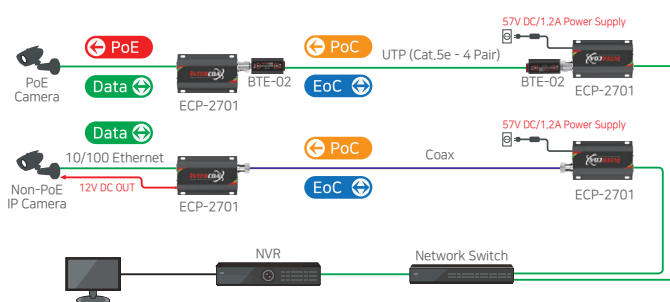 57V DC/1.2A Power Supply
PoE
PoC
UTP (Cat.5e - 4 Pair)
PoE
Camera
Data
BTE-02
EoC
BTE-02
ECP-2701
ECP-2701
Data
PoC
57V DC/1.2A Power Supply
10/100 Ethernet
Coax
Non-PoE
IP Camera
12V DC OUT
EoC
ECP-2701
ECP-2701
NVR
Network Switch